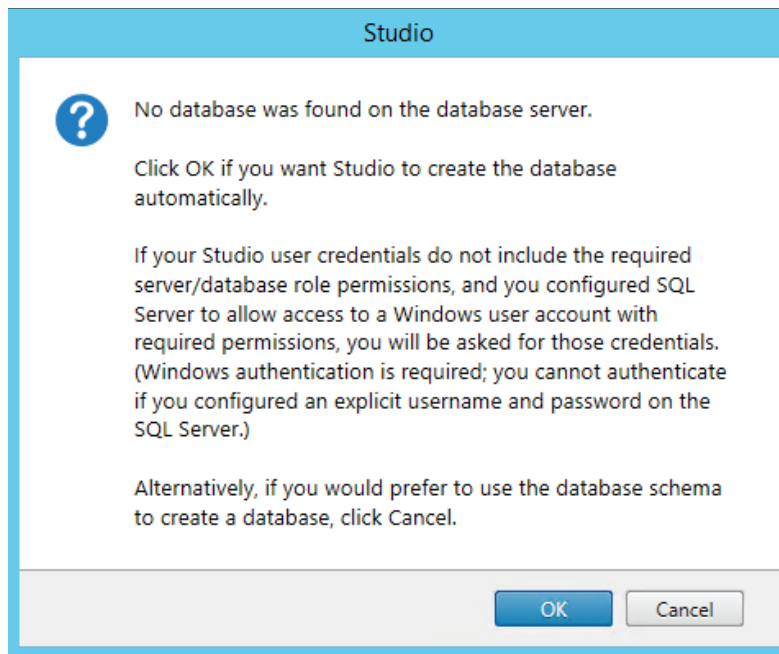 Studio
No database was found on the database server.
Click OK if you want Studio to create the database
automatically.
If your Studio user credentials do not include the required
server/database role permissions, and you configured SQL
Server to allow access to a Windows user account with
required permissions, you will be asked for those credentials.
(Windows authentication is required; you cannot authenticate
if you configured an explicit username and password on the
SQL Server.)
Alternatively, if you would prefer to use the database schema
to create a database, click Cancel.
OK
Cancel